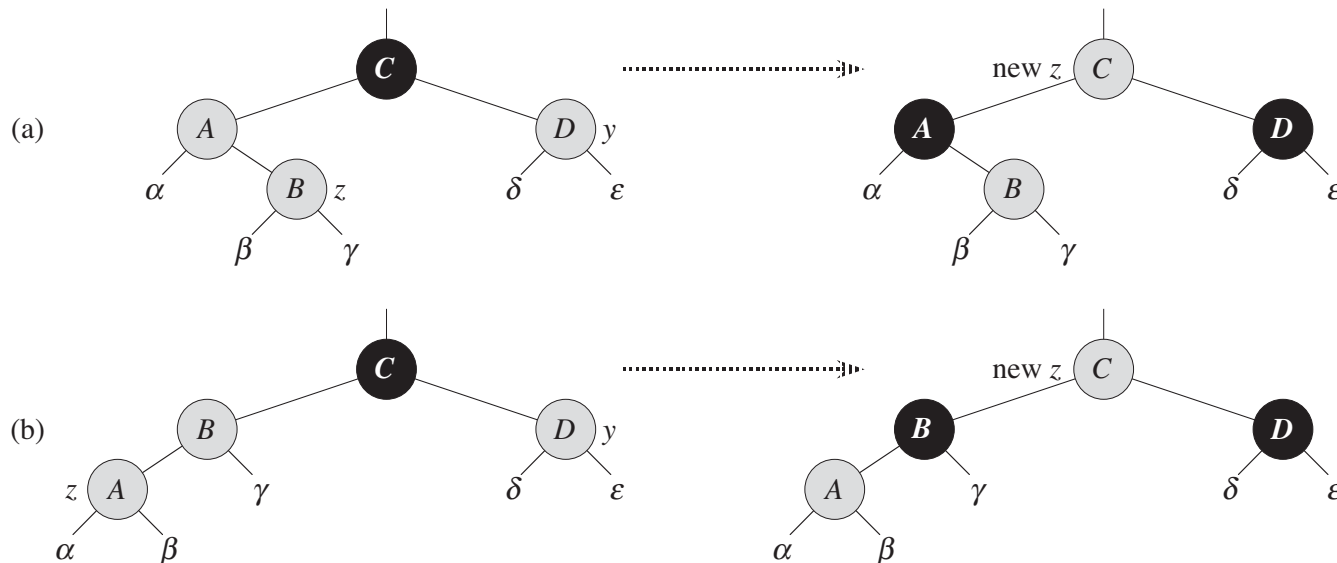 C new z C
(a) A D y A D
α B z δ ε α B δ ε
β γ β γ
C new z C
(b) B D y B D
z A γ δ ε A γ δ ε
α β α β